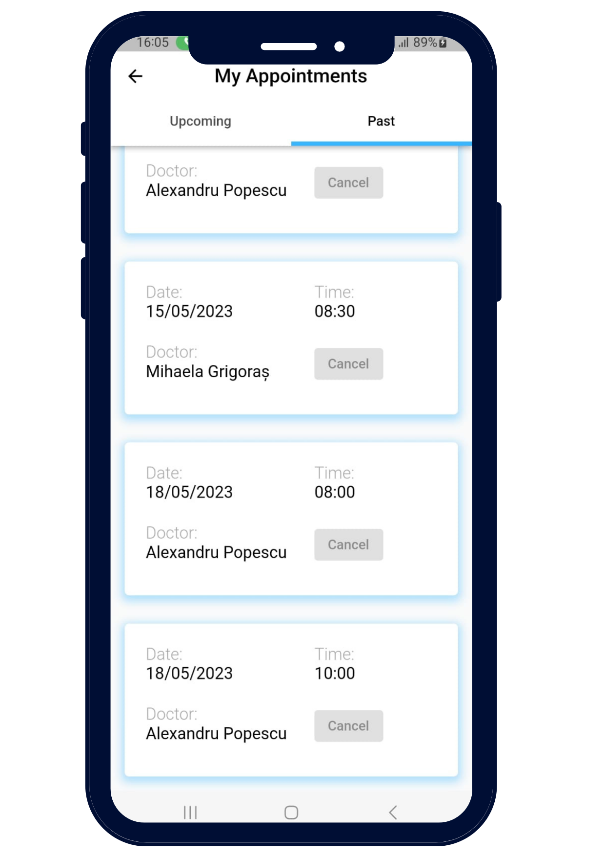 16:05 89%
My Appointments
Upcoming Past
Doctor:
Alexandru Popescu Cancel
Date: Time:
15/05/2023 08:30
Doctor:
Mihaela Grigoraș Cancel
Date: Time:
18/05/2023 08:00
Doctor:
Alexandru Popescu Cancel
Date: Time:
18/05/2023 10:00
Doctor:
Alexandru Popescu Cancel